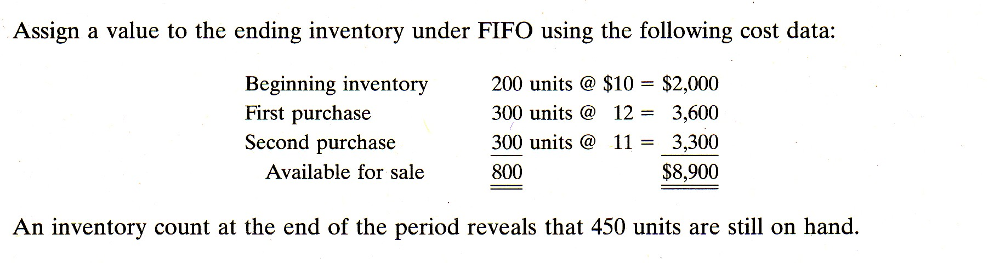 Assign a value to the ending inventory under FIFO using the following cost data:
Beginning inventory 200 units @ $10 = $2,000
First purchase 300 units @ 12 = 3,600
Second purchase 300 units @ 11 = 3,300
Available for sale 800 $8,900
An inventory count at the end of the period reveals that 450 units are still on hand.